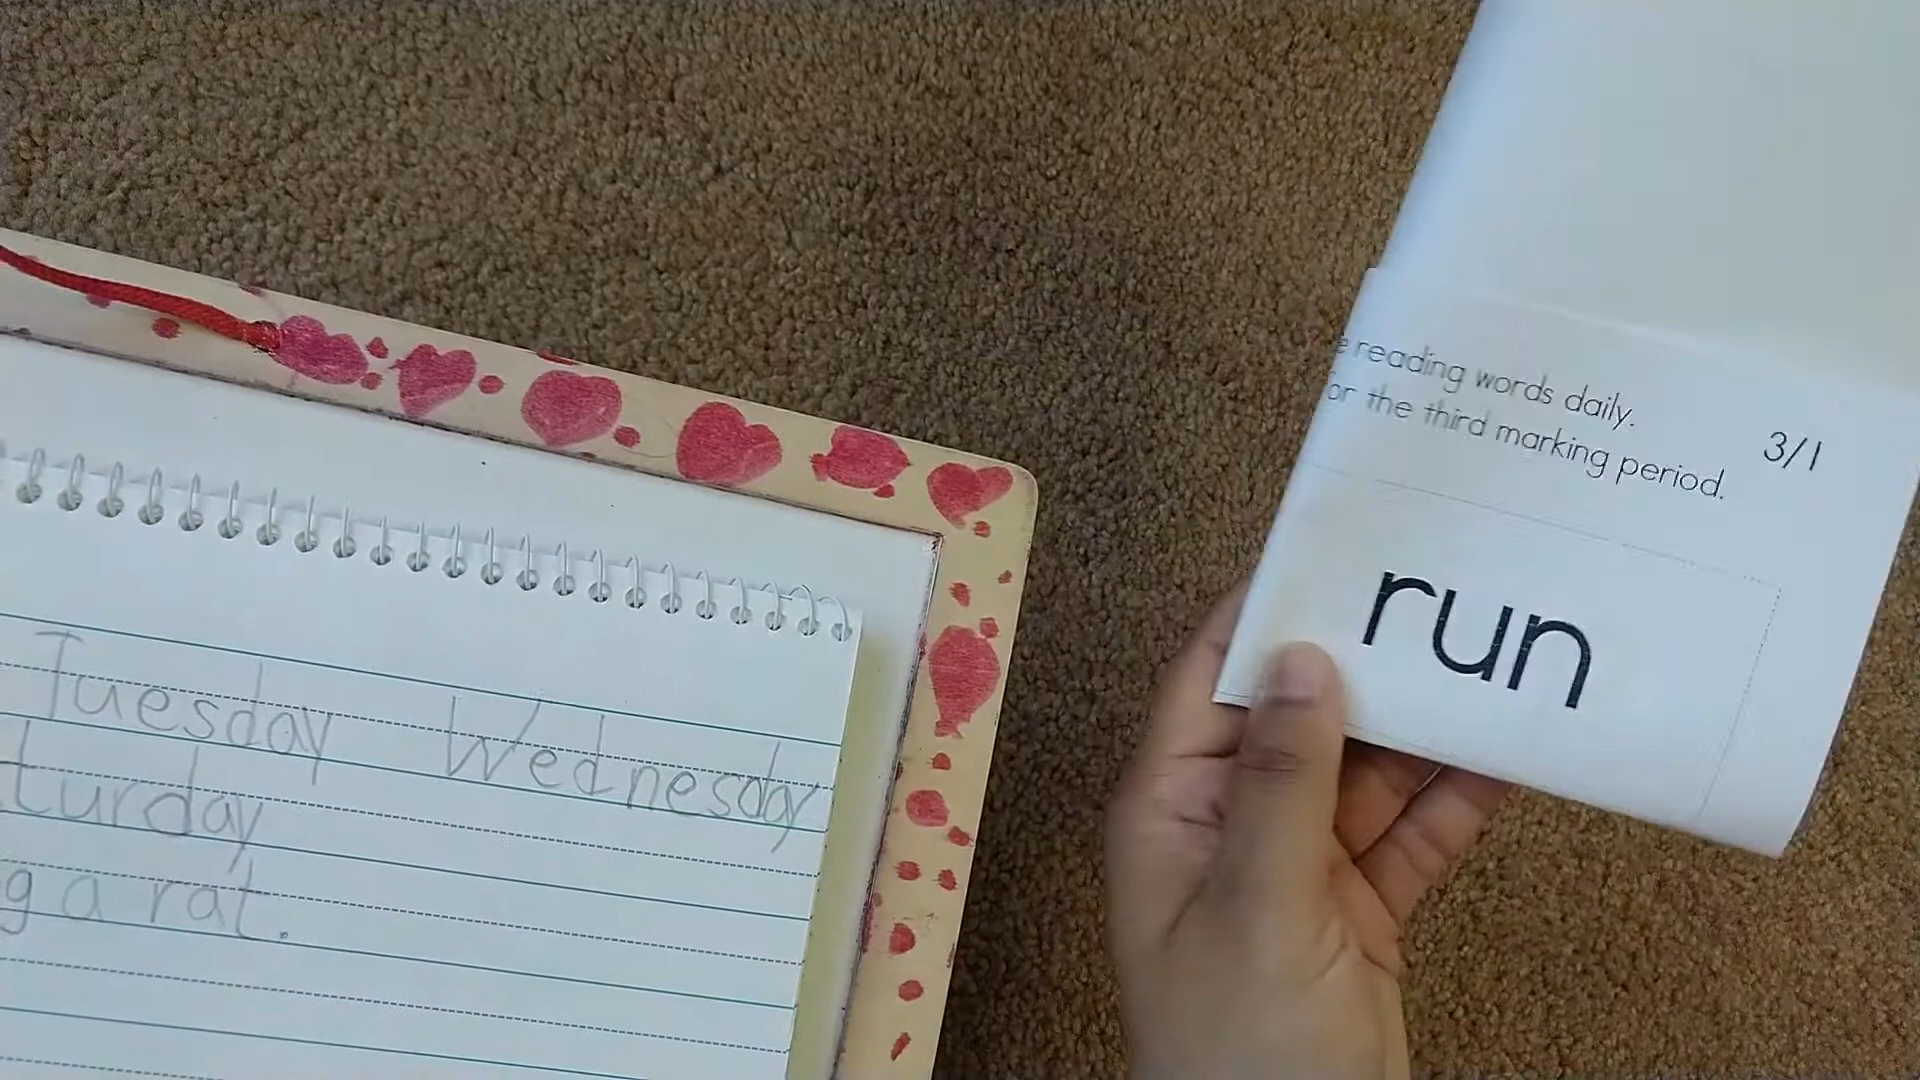 Tuesday Wednesday
turday
g a rat.
e reading words daily.
or the third marking period.
3/1
run